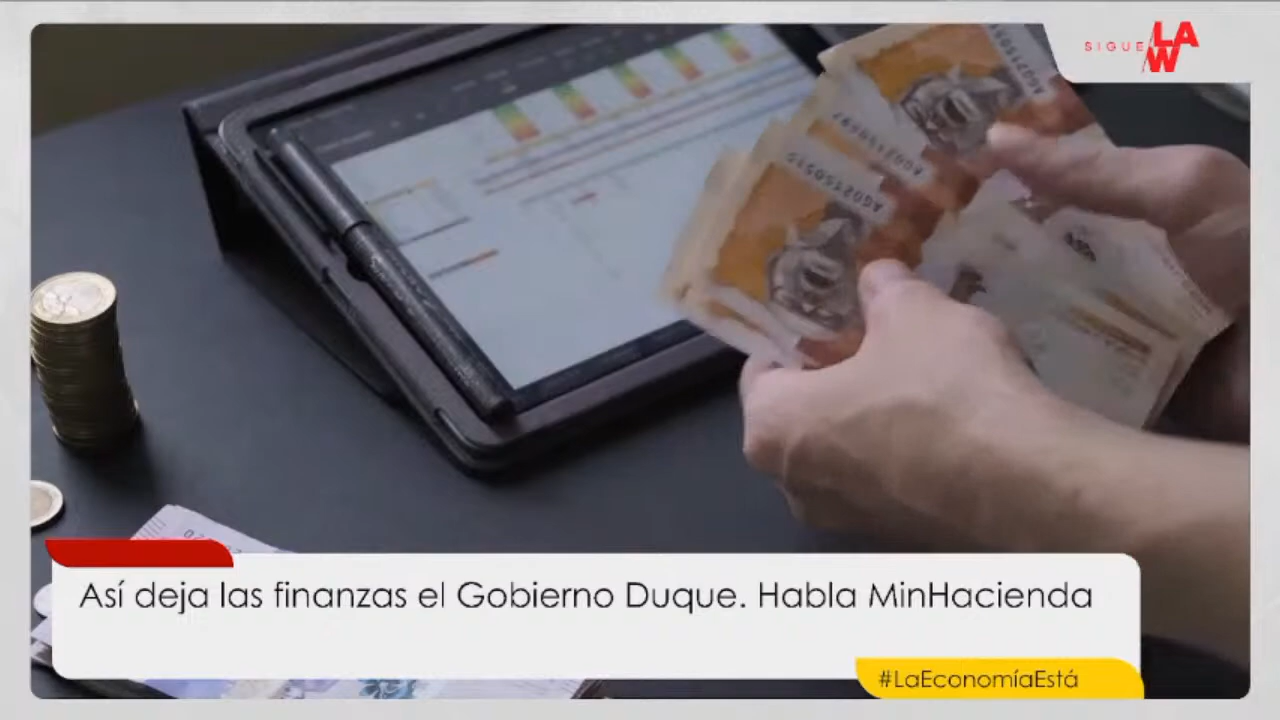 SIGUE LA W
Así deja las finanzas el Gobierno Duque. Habla MinHacienda
#LaEconomíaEstá